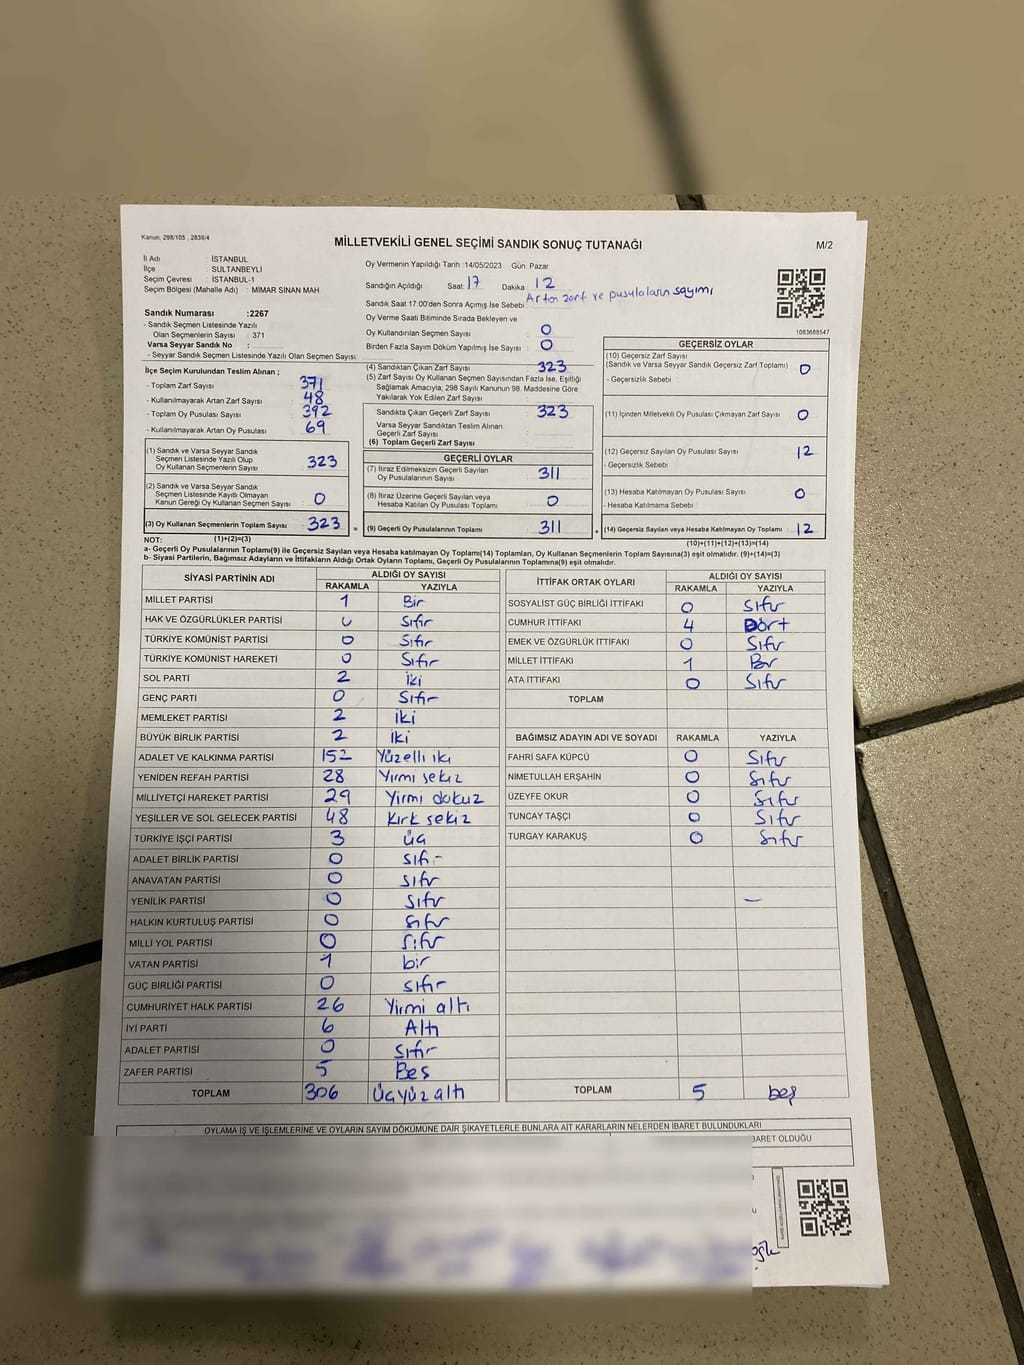 Kanun: 298/105 , 2839/4
MİLLETVEKİLİ GENEL SEÇİMİ SANDIK SONUÇ TUTANAĞI
M/2
İl Adı : İSTANBUL
İlçe : SULTANBEYLİ
Seçim Çevresi : İSTANBUL-1
Seçim Bölgesi (Mahalle Adı) : MİMAR SİNAN MAH
Sandık Numarası :2267
- Sandık Seçmen Listesinde Yazılı
Olan Seçmenlerin Sayısı : 371
Varsa Seyyar Sandık No :
- Seyyar Sandık Seçmen Listesinde Yazılı Olan Seçmen Sayısı:
Oy Vermenin Yapıldığı Tarih :14/05/2023 Gün: Pazar
Sandığın Açıldığı Saat: 17 Dakika : 12
Sandık Saat 17:00'den Sonra Açılmış İse Sebebi : Artan zarf ve pusulaların sayımı
Oy Verme Saati Bitiminde Sırada Bekleyen ve
Oy Kullandırılan Seçmen Sayısı : 0
Birden Fazla Sayım Döküm Yapılmış İse Sayısı : 0
1083688547
İlçe Seçim Kurulundan Teslim Alınan ;
- Toplam Zarf Sayısı : 371
- Kullanılmayarak Artan Zarf Sayısı : 48
- Toplam Oy Pusulası Sayısı : 392
- Kullanılmayarak Artan Oy Pusulası : 69
(1) Sandık ve Varsa Seyyar Sandık
Seçmen Listesinde Yazılı Olup
Oy Kullanan Seçmenlerin Sayısı : 323
(2) Sandık ve Varsa Seyyar Sandık
Seçmen Listesinde Kayıtlı Olmayan
Kanun Gereği Oy Kullanan Seçmen Sayısı : 0
(3) Oy Kullanan Seçmenlerin Toplam Sayısı : 323
(1)+(2)=(3)
(4) Sandıktan Çıkan Zarf Sayısı : 323
(5) Zarf Sayısı Oy Kullanan Seçmen Sayısından Fazla İse, Eşitliği
Sağlamak Amacıyla; 298 Sayılı Kanunun 98. Maddesine Göre
Yakılarak Yok Edilen Zarf Sayısı :
Sandıkta Çıkan Geçerli Zarf Sayısı : 323
Varsa Seyyar Sandıktan Teslim Alınan
Geçerli Zarf Sayısı :
(6) Toplam Geçerli Zarf Sayısı :
GEÇERLİ OYLAR
(7) İtiraz Edilmeksizin Geçerli Sayılan
Oy Pusulalarının Sayısı : 311
(8) İtiraz Üzerine Geçerli Sayılan veya
Hesaba Katılan Oy Pusulası Toplamı : 0
= (9) Geçerli Oy Pusulalarının Toplamı : 311
GEÇERSİZ OYLAR
(10) Geçersiz Zarf Sayısı
(Sandık ve Varsa Seyyar Sandık Geçersiz Zarf Toplamı) : 0
- Geçersizlik Sebebi :
(11) İçinden Milletvekili Oy Pusulası Çıkmayan Zarf Sayısı : 0
(12) Geçersiz Sayılan Oy Pusulası Sayısı : 12
- Geçersizlik Sebebi :
(13) Hesaba Katılmayan Oy Pusulası Sayısı : 0
- Hesaba Katılmama Sebebi :
+ (14) Geçersiz Sayılan veya Hesaba Katılmayan Oy Toplamı : 12
(10)+(11)+(12)+(13)=(14)
NOT:
a- Geçerli Oy Pusulalarının Toplamı(9) ile Geçersiz Sayılan veya Hesaba katılmayan Oy Toplamı(14) Toplamları, Oy Kullanan Seçmenlerin Toplam Sayısına(3) eşit olmalıdır. (9)+(14)=(3)
b- Siyasi Partilerin, Bağımsız Adayların ve İttifakların Aldığı Ortak Oyların Toplamı, Geçerli Oy Pusulalarının Toplamına(9) eşit olmalıdır.
SİYASİ PARTİNİN ADI ALDIĞI OY SAYISI
RAKAMLA YAZIYLA
MİLLET PARTİSİ 1 Bir
HAK VE ÖZGÜRLÜKLER PARTİSİ 0 Sıfır
TÜRKİYE KOMÜNİST PARTİSİ 0 Sıfır
TÜRKİYE KOMÜNİST HAREKETİ 0 Sıfır
SOL PARTİ 2 iki
GENÇ PARTİ 0 Sıfır
MEMLEKET PARTİSİ 2 iki
BÜYÜK BİRLİK PARTİSİ 2 iki
ADALET VE KALKINMA PARTİSİ 152 Yüzelli iki
YENİDEN REFAH PARTİSİ 28 Yirmi sekiz
MİLLİYETÇİ HAREKET PARTİSİ 29 Yirmi dokuz
YEŞİLLER VE SOL GELECEK PARTİSİ 48 Kırk sekiz
TÜRKİYE İŞÇİ PARTİSİ 3 üç
ADALET BİRLİK PARTİSİ 0 sıfır
ANAVATAN PARTİSİ 0 sıfır
YENİLİK PARTİSİ 0 sıfır
HALKIN KURTULUŞ PARTİSİ 0 sıfır
MİLLİ YOL PARTİSİ 0 sıfır
VATAN PARTİSİ 1 bir
GÜÇ BİRLİĞİ PARTİSİ 0 sıfır
CUMHURİYET HALK PARTİSİ 26 Yirmi altı
İYİ PARTİ 6 Altı
ADALET PARTİSİ 0 sıfır
ZAFER PARTİSİ 5 Beş
TOPLAM 306 Üçyüz altı
İTTİFAK ORTAK OYLARI ALDIĞI OY SAYISI
RAKAMLA YAZIYLA
SOSYALİST GÜÇ BİRLİĞİ İTTİFAKI 0 Sıfır
CUMHUR İTTİFAKI 4 Dört
EMEK VE ÖZGÜRLÜK İTTİFAKI 0 Sıfır
MİLLET İTTİFAKI 1 Bir
ATA İTTİFAKI 0 Sıfır
TOPLAM
BAĞIMSIZ ADAYIN ADI VE SOYADI RAKAMLA YAZIYLA
FAHRİ SAFA KÜPCÜ 0 Sıfır
NİMETULLAH ERŞAHİN 0 Sıfır
ÜZEYFE OKUR 0 Sıfır
TUNCAY TAŞÇI 0 Sıfır
TURGAY KARAKUŞ 0 Sıfır
TOPLAM 5 beş
OYLAMA İŞ VE İŞLEMLERİNE VE OYLARIN SAYIM DÖKÜMÜNE DAİR ŞİKAYETLERLE BUNLARA AİT KARARLARIN NELERDEN İBARET BULUNDUKLARI
BARET OLDUĞU